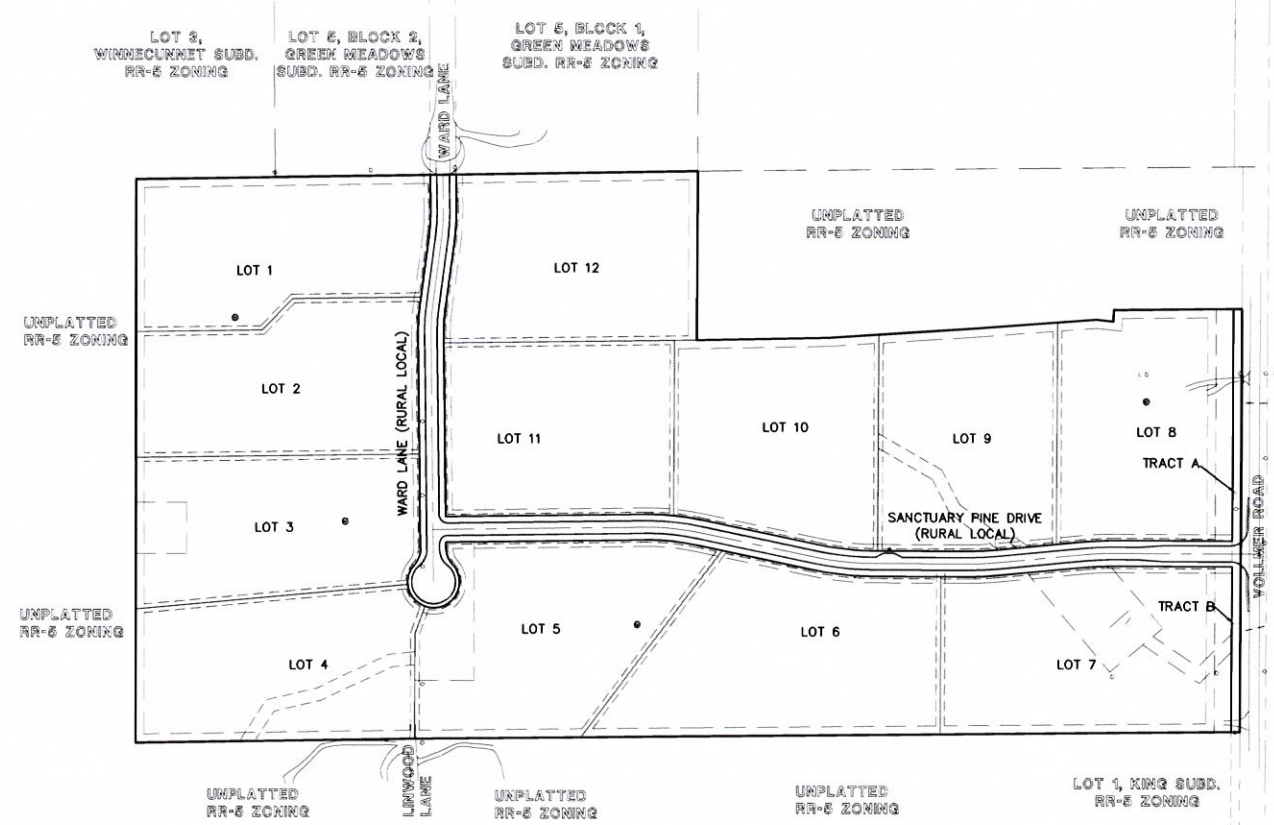 LOT 3,
WINNECUNNET SUBD.
RR-5 ZONING
LOT 5, BLOCK 2,
GREEN MEADOWS
SUBD. RR-5 ZONING
LOT 5, BLOCK 1,
GREEN MEADOWS
SUBD. RR-5 ZONING
WARD LANE
UNPLATTED
RR-5 ZONING
UNPLATTED
RR-5 ZONING
LOT 1
LOT 12
UNPLATTED
RR-5 ZONING
LOT 2
WARD LANE (RURAL LOCAL)
LOT 11
LOT 10
LOT 9
LOT 8
TRACT A
LOT 3
SANCTUARY PINE DRIVE
(RURAL LOCAL)
VOLLMER ROAD
UNPLATTED
RR-5 ZONING
TRACT B
LOT 5
LOT 6
LOT 4
LOT 7
LINWOOD
LANE
UNPLATTED
RR-5 ZONING
UNPLATTED
RR-5 ZONING
UNPLATTED
RR-5 ZONING
LOT 1, KING SUBD.
RR-5 ZONING